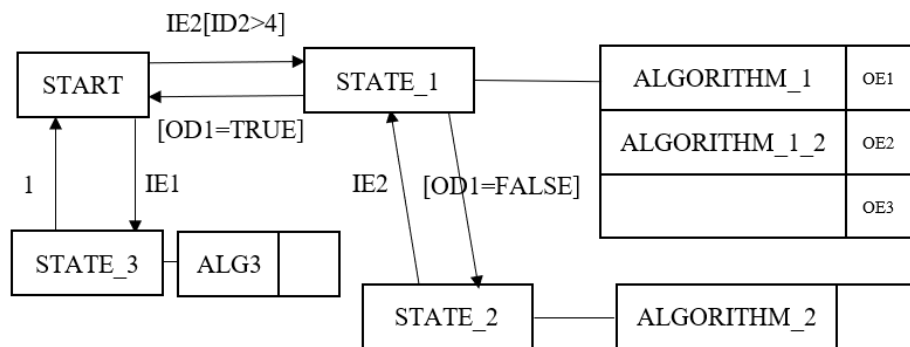 IE2[ID2>4]
START
STATE_1
ALGORITHM_1
OE1
[OD1=TRUE]
ALGORITHM_1_2
OE2
1
IE1
IE2
[OD1=FALSE]
OE3
STATE_3
ALG3
STATE_2
ALGORITHM_2